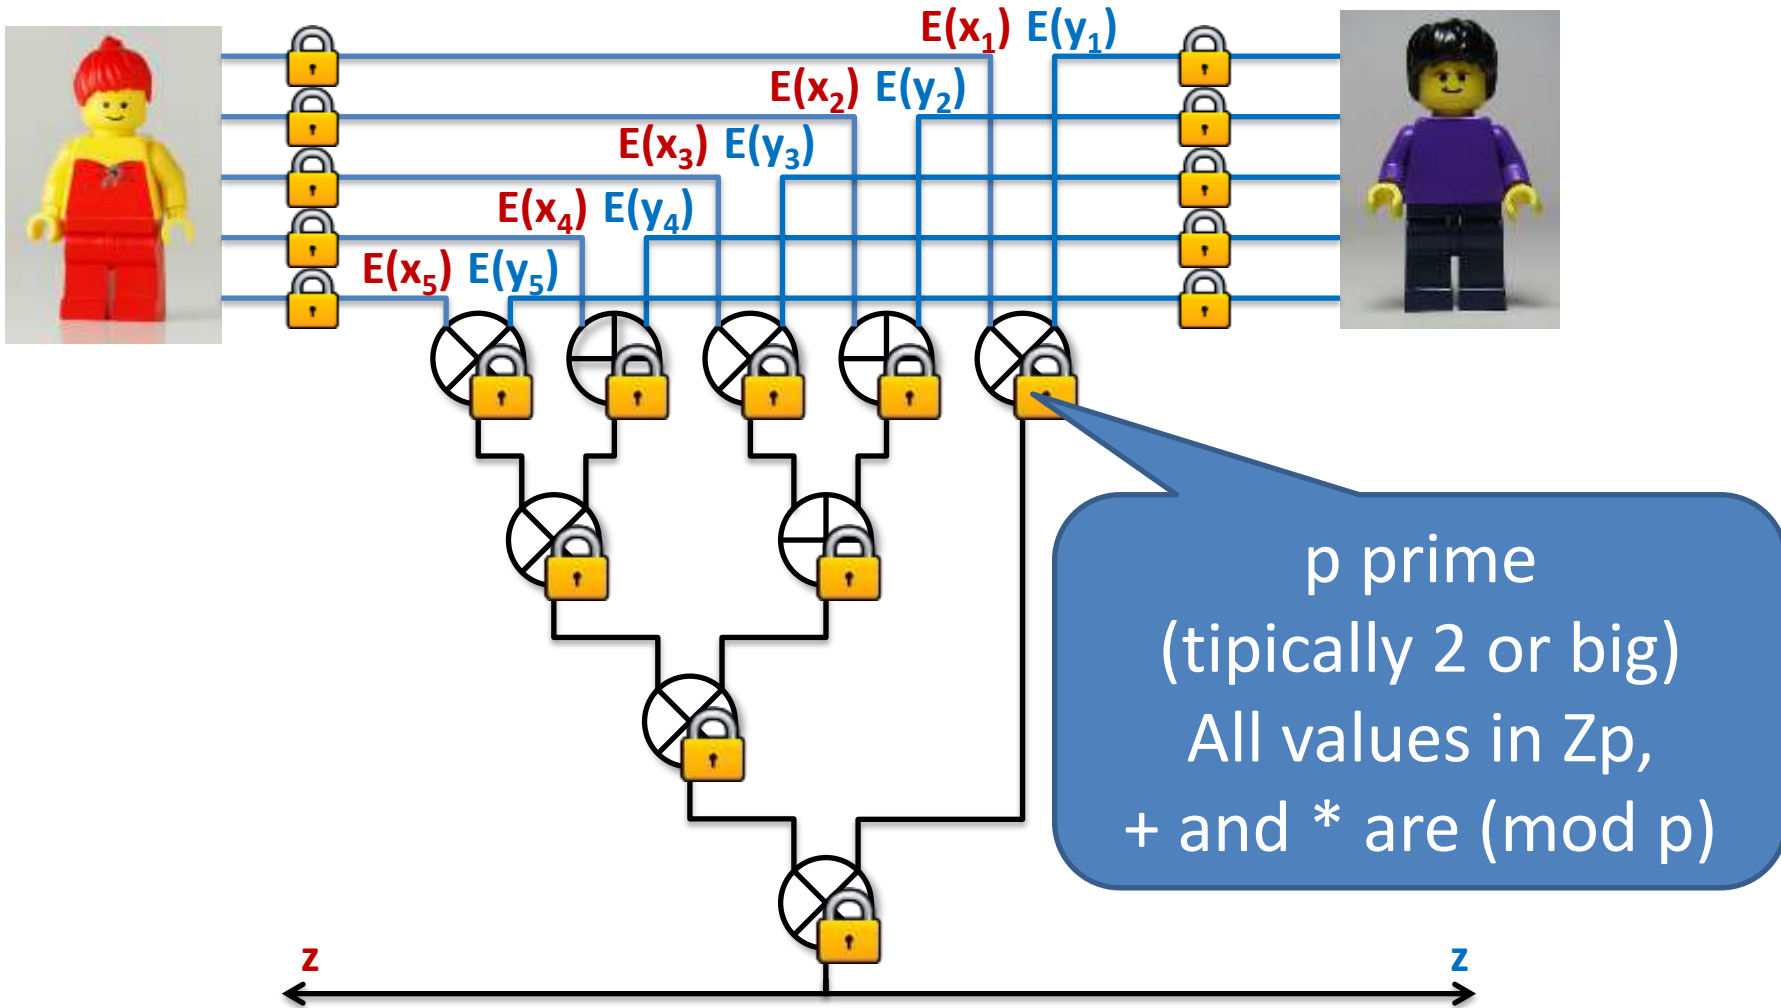 E(x₁) E(y₁)
E(x₂) E(y₂)
E(x₃) E(y₃)
E(x₄) E(y₄)
E(x₅) E(y₅)
p prime
(tipically 2 or big)
All values in Zp,
+ and * are (mod p)
z z